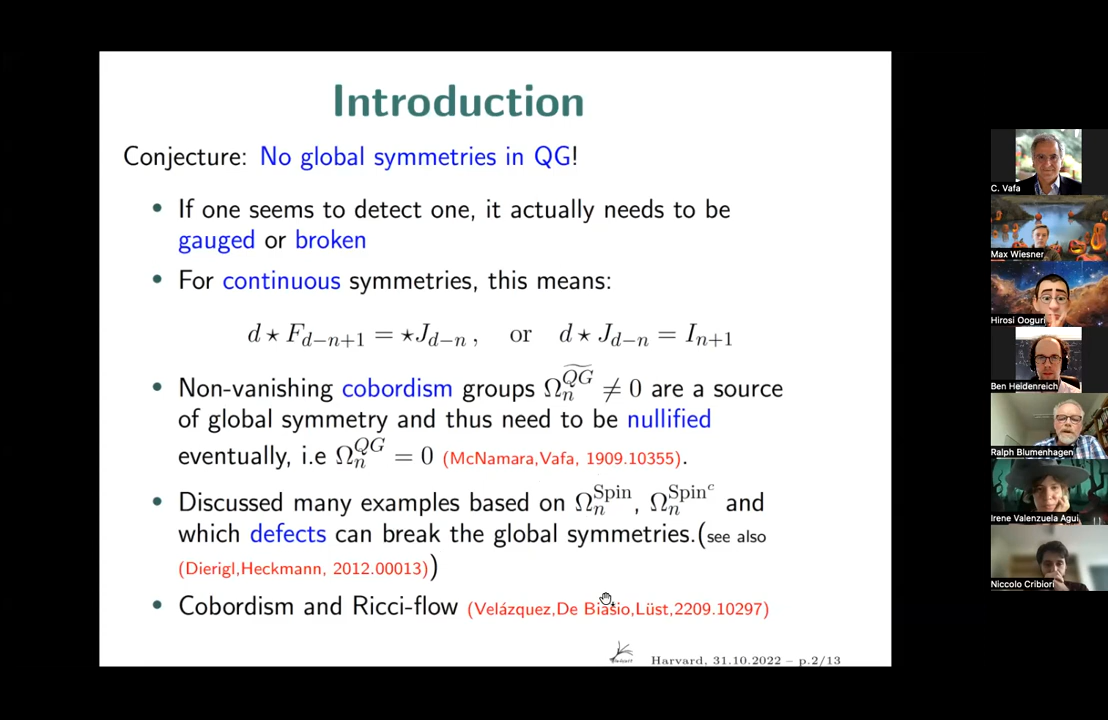 Introduction
Conjecture: No global symmetries in QG!
• If one seems to detect one, it actually needs to be
gauged or broken
• For continuous symmetries, this means:
d ⋆ F_{d−n+1} = ⋆J_{d−n} , or d ⋆ J_{d−n} = I_{n+1}
• Non-vanishing cobordism groups Ω_n^{\widetilde{QG}} ≠ 0 are a source
of global symmetry and thus need to be nullified
eventually, i.e Ω_n^{QG} = 0 (McNamara,Vafa, 1909.10355).
• Discussed many examples based on Ω_n^{Spin}, Ω_n^{Spin^c} and
which defects can break the global symmetries.(see also
(Dierigl,Heckmann, 2012.00013))
• Cobordism and Ricci-flow (Velázquez,De Biasio,Lüst,2209.10297)
Harvard, 31.10.2022 – p.2/13
C. Vafa
Max Wiesner
Hirosi Ooguri
Ben Heidenreich
Ralph Blumenhagen
Irene Valenzuela Agui
Niccolo Cribiori